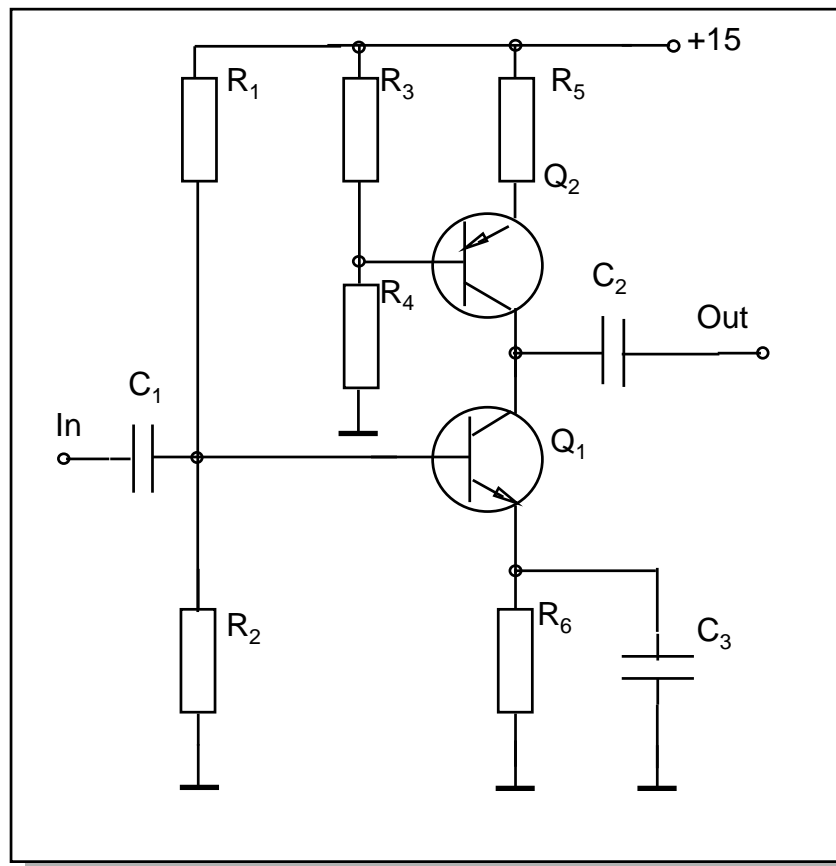 +15
R₁
R₃
R₅
Q₂
R₄
C₂
Out
C₁
In
Q₁
R₂
R₆
C₃